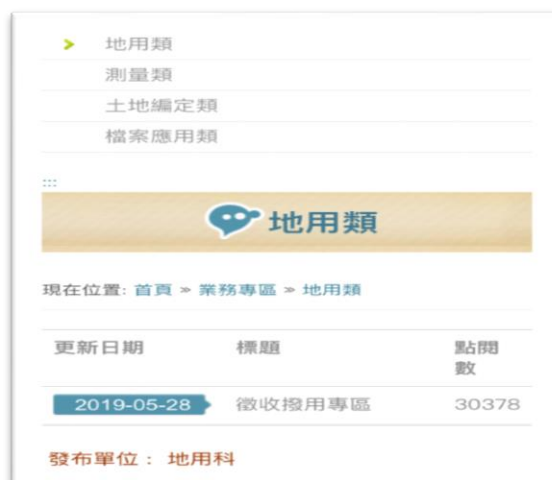 > 地用類
測量類
土地編定類
檔案應用類
:::
地用類
現在位置: 首頁 » 業務專區 » 地用類
更新日期 標題 點閱數
2019-05-28 徵收撥用專區 30378
發布單位： 地用科